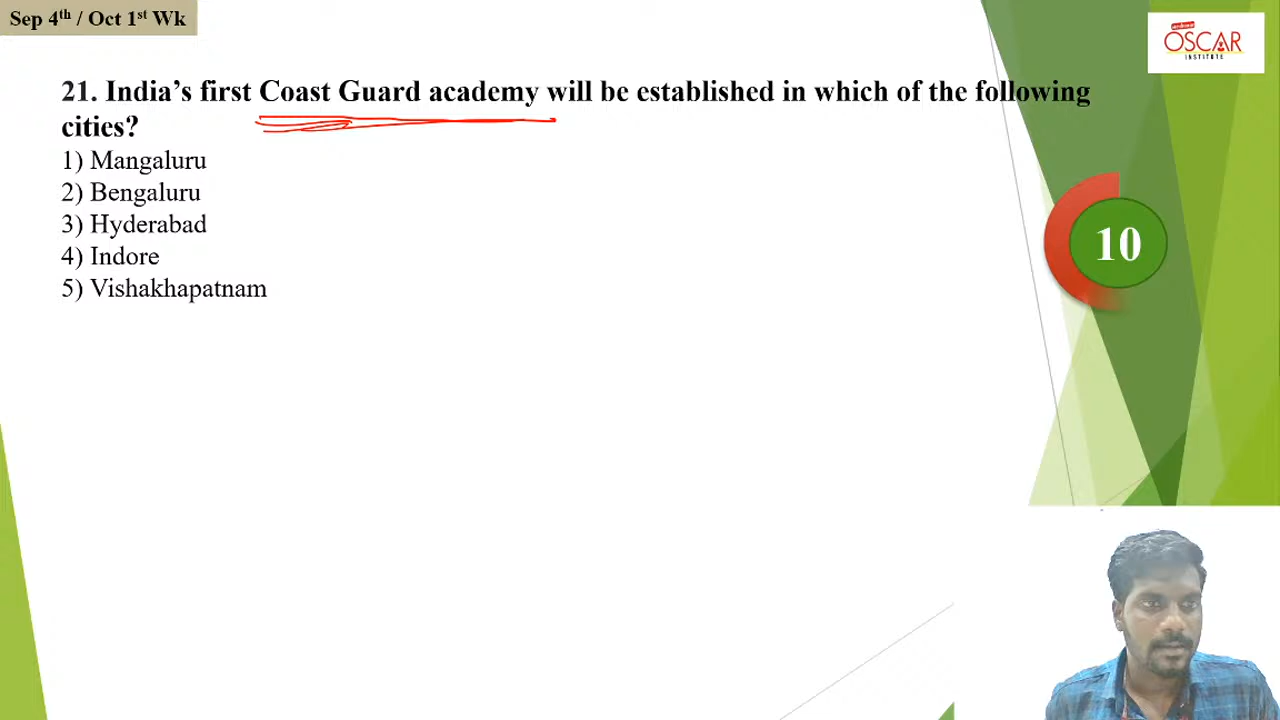 Sep 4th / Oct 1st Wk
OSCAR
INSTITUTE
21. India’s first Coast Guard academy will be established in which of the following
cities?
1) Mangaluru
2) Bengaluru
3) Hyderabad
4) Indore
5) Vishakhapatnam
10